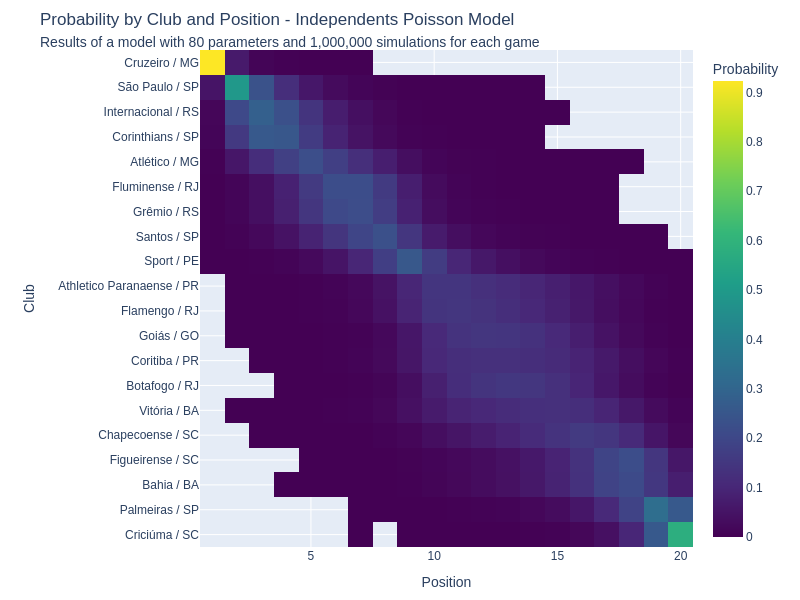 Probability by Club and Position - Independents Poisson Model
Results of a model with 80 parameters and 1,000,000 simulations for each game
Probability
Club
Cruzeiro / MG
São Paulo / SP
Internacional / RS
Corinthians / SP
Atlético / MG
Fluminense / RJ
Grêmio / RS
Santos / SP
Sport / PE
Athletico Paranaense / PR
Flamengo / RJ
Goiás / GO
Coritiba / PR
Botafogo / RJ
Vitória / BA
Chapecoense / SC
Figueirense / SC
Bahia / BA
Palmeiras / SP
Criciúma / SC
0.9
0.8
0.7
0.6
0.5
0.4
0.3
0.2
0.1
0
5
10
15
20
Position